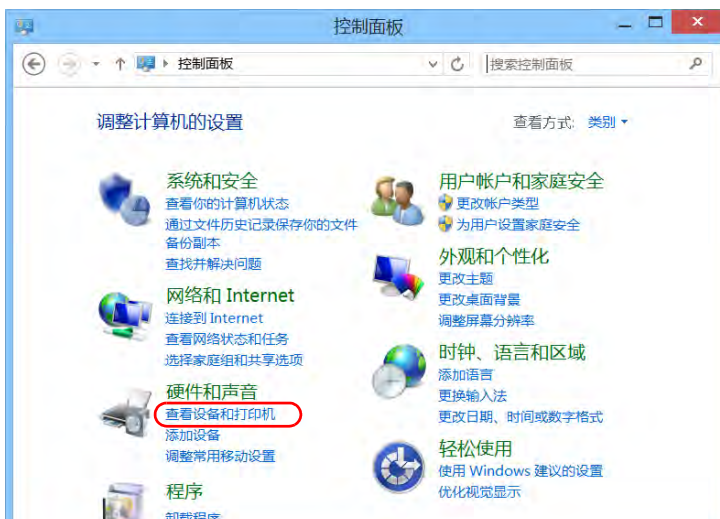 控制面板
控制面板
搜索控制面板
调整计算机的设置
查看方式: 类别
系统和安全
查看你的计算机状态
通过文件历史记录保存你的文件
备份副本
查找并解决问题
网络和 Internet
连接到 Internet
查看网络状态和任务
选择家庭组和共享选项
硬件和声音
查看设备和打印机
添加设备
调整常用移动设置
程序
卸载程序
用户帐户和家庭安全
更改帐户类型
为用户设置家庭安全
外观和个性化
更改主题
更改桌面背景
调整屏幕分辨率
时钟、语言和区域
添加语言
更换输入法
更改日期、时间或数字格式
轻松使用
使用 Windows 建议的设置
优化视觉显示